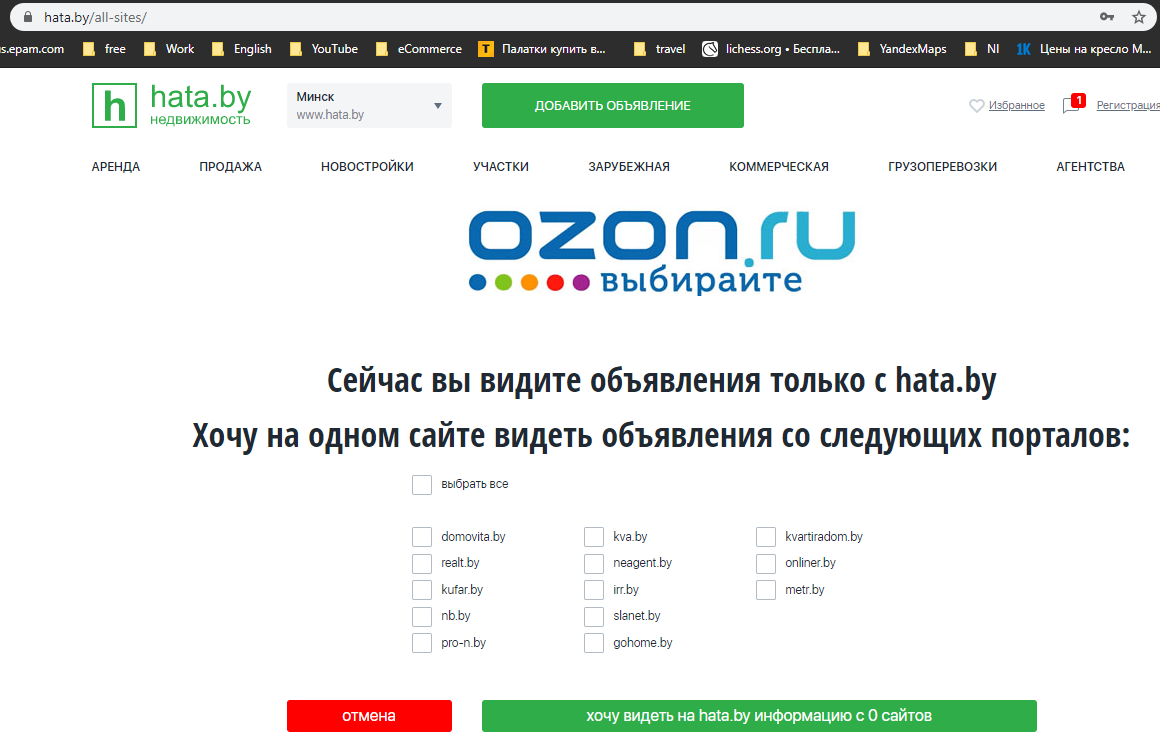 hata.by/all-sites/
s.epam.com free Work English YouTube eCommerce Палатки купить в... travel lichess.org • Беспла... YandexMaps NI 1K Цены на кресло М...
h hata.by
недвижимость
Минск
www.hata.by
ДОБАВИТЬ ОБЪЯВЛЕНИЕ
Избранное 1 Регистрация
АРЕНДА ПРОДАЖА НОВОСТРОЙКИ УЧАСТКИ ЗАРУБЕЖНАЯ КОММЕРЧЕСКАЯ ГРУЗОПЕРЕВОЗКИ АГЕНТСТВА
ozon.ru
выбирайте
Сейчас вы видите объявления только с hata.by
Хочу на одном сайте видеть объявления со следующих порталов:
выбрать все
domovita.by kva.by kvartiradom.by
realt.by neagent.by onliner.by
kufar.by irr.by metr.by
nb.by slanet.by
pro-n.by gohome.by
отмена хочу видеть на hata.by информацию с 0 сайтов